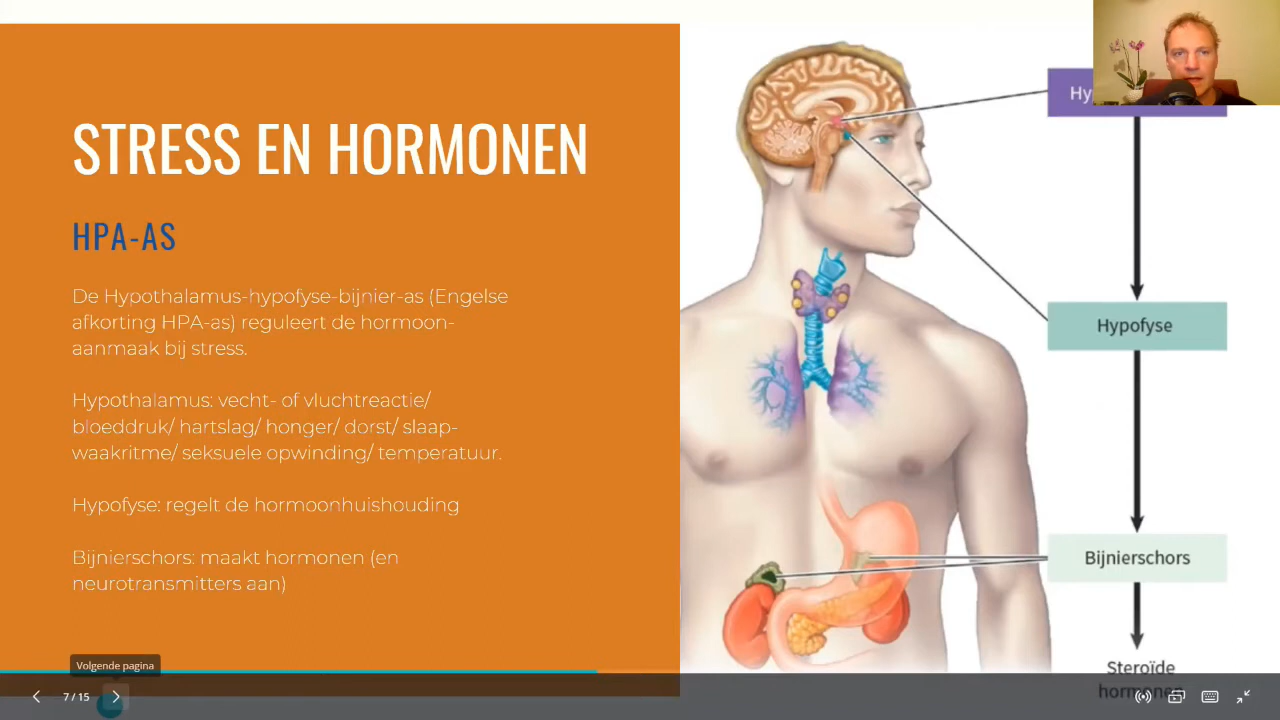 STRESS EN HORMONEN
HPA-AS
De Hypothalamus-hypofyse-bijnier-as (Engelse
afkorting HPA-as) reguleert de hormoon-
aanmaak bij stress.
Hypothalamus: vecht- of vluchtreactie/
bloeddruk/ hartslag/ honger/ dorst/ slaap-
waakritme/ seksuele opwinding/ temperatuur.
Hypofyse: regelt de hormoonhuishouding
Bijnierschors: maakt hormonen (en
neurotransmitters aan)
Hy
Hypofyse
Bijnierschors
Steroïde
hormonen
Volgende pagina
7 / 15